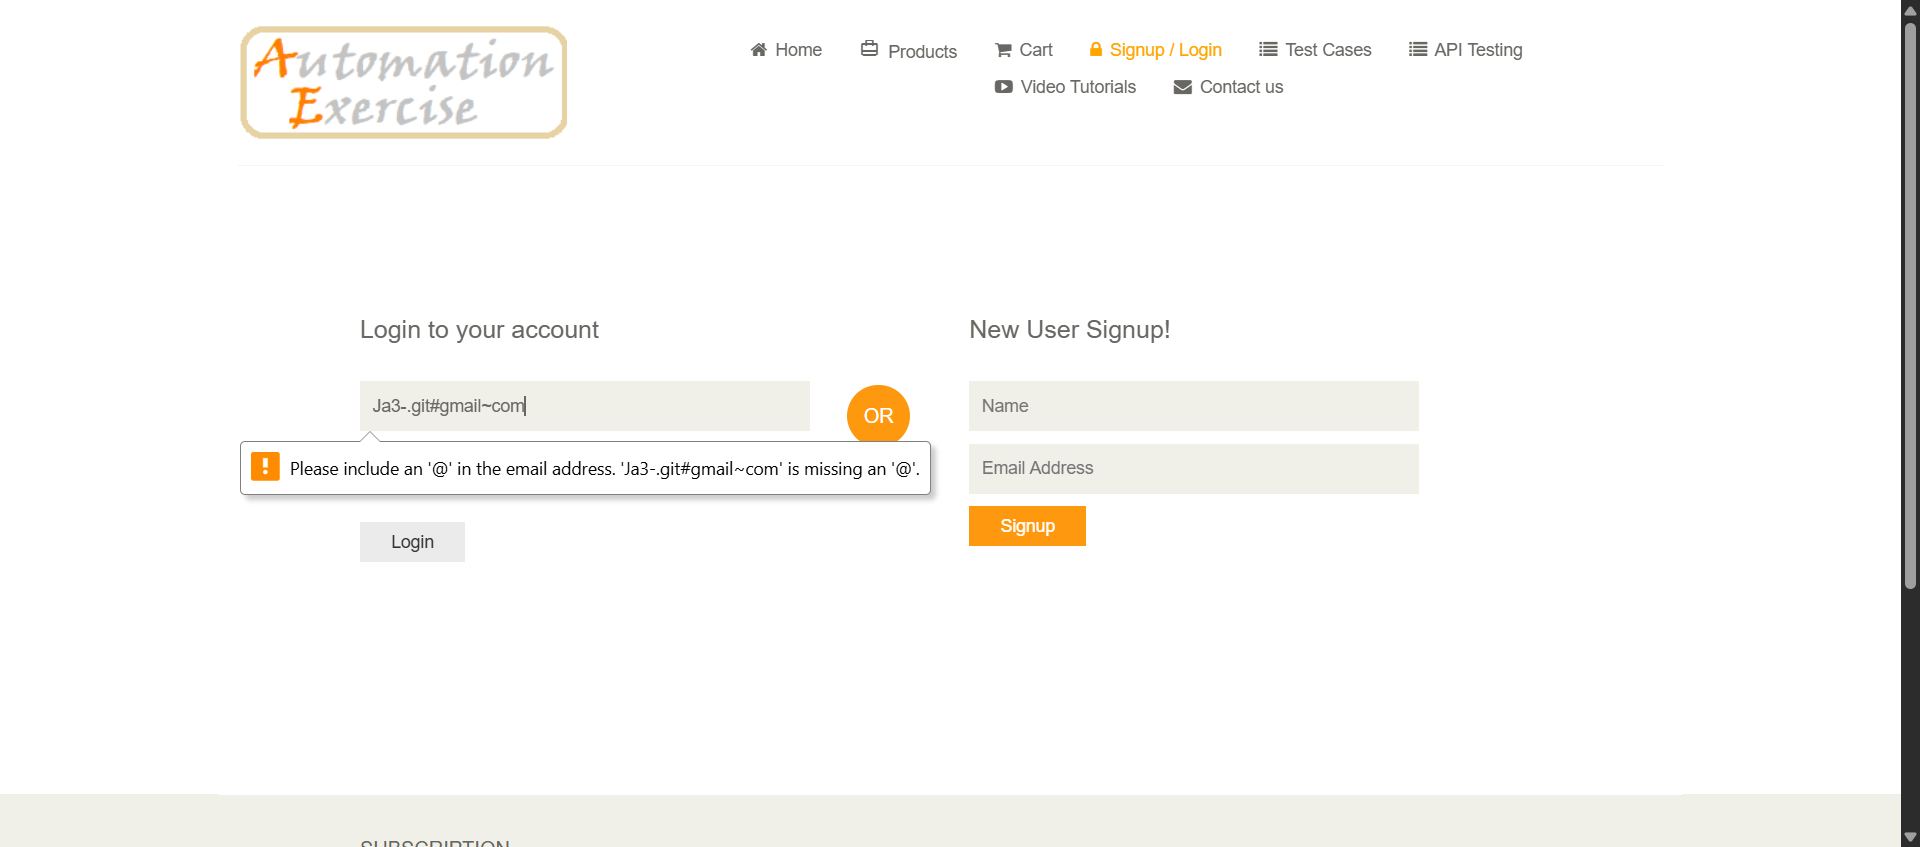 Automation
Exercise
Home Products Cart Signup / Login Test Cases API Testing
Video Tutorials Contact us
Login to your account
Ja3-.git#gmail~com
Please include an '@' in the email address. 'Ja3-.git#gmail~com' is missing an '@'.
Login
OR
New User Signup!
Name
Email Address
Signup
SUBSCRIPTION